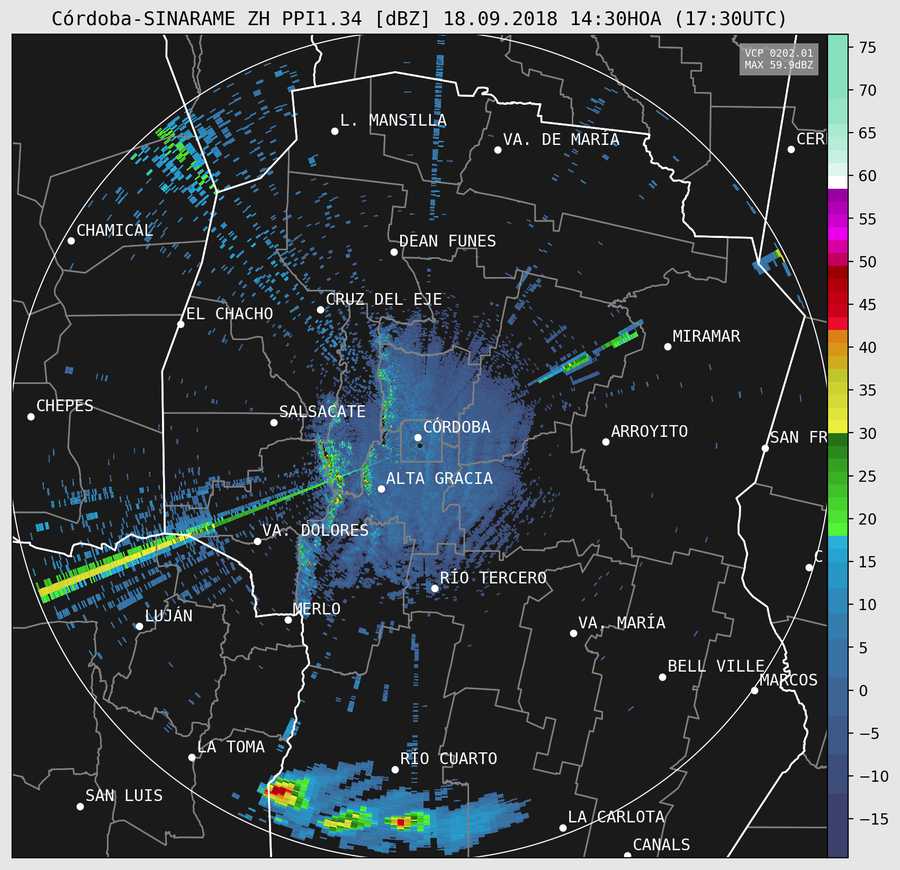 Córdoba-SINARAME ZH PPI1.34 [dBZ] 18.09.2018 14:30HOA (17:30UTC)
VCP 0202.01
MAX 59.9dBZ
75
70
65
60
55
50
45
40
35
30
25
20
15
10
5
0
−5
−10
−15
L. MANSILLA
VA. DE MARÍA
CER
CHAMICAL
DEAN FUNES
CRUZ DEL EJE
EL CHACHO
MIRAMAR
CHEPES
SALSACATE
CÓRDOBA
ARROYITO
SAN FR
ALTA GRACIA
VA. DOLORES
C
RÍO TERCERO
MERLO
LUJÁN
VA. MARÍA
BELL VILLE
MARCOS
LA TOMA
RÍO CUARTO
SAN LUIS
LA CARLOTA
CANALS